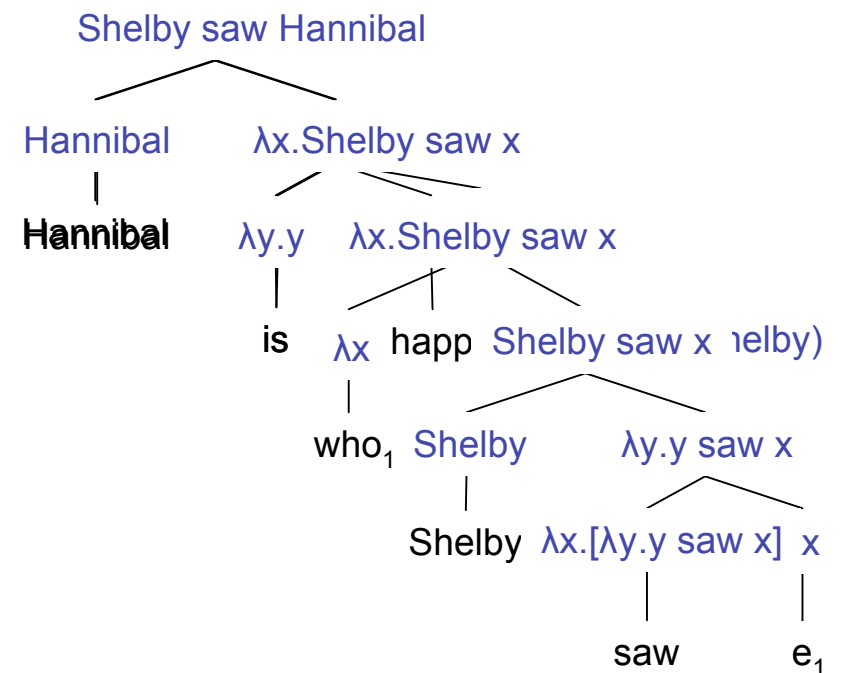 Shelby saw Hannibal
Hannibal λx.Shelby saw x
Hannibal λy.y λx.Shelby saw x
is λx happ Shelby saw x helby)
who₁ Shelby λy.y saw x
Shelby λx.[λy.y saw x] x
saw e₁